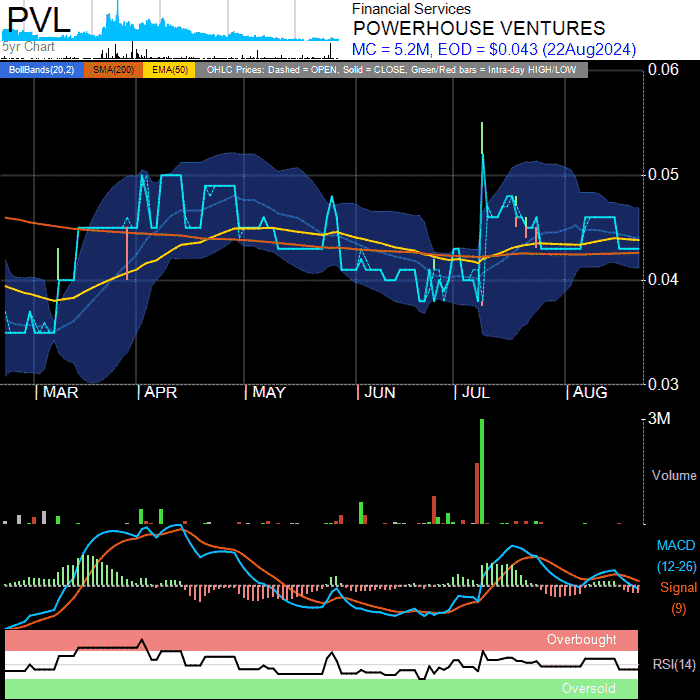 PVL
5yr Chart
Financial Services
POWERHOUSE VENTURES
MC = 5.2M, EOD = $0.043 (22Aug2024)
BollBands(20,2) SMA(200) EMA(50) OHLC Prices: Dashed = OPEN, Solid = CLOSE, Green/Red bars = Intra-day HIGH/LOW
0.06
0.05
0.04
0.03
MAR APR MAY JUN JUL AUG
3M
Volume
MACD
(12-26)
Signal
(9)
Overbought
RSI(14)
Oversold